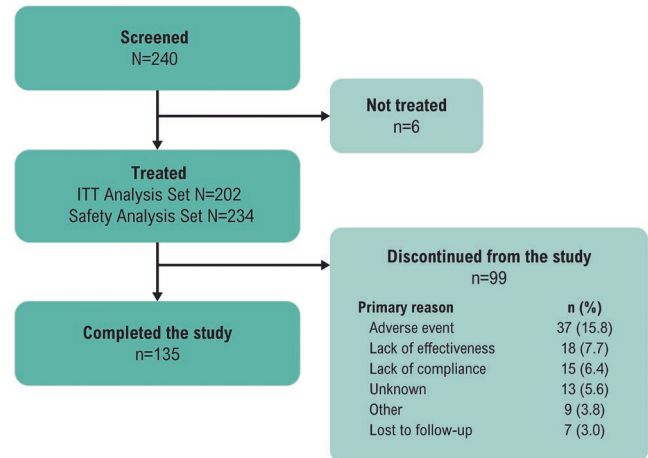 Screened
N=240
Not treated
n=6
Treated
ITT Analysis Set N=202
Safety Analysis Set N=234
Discontinued from the study
n=99
Primary reason n (%)
Adverse event 37 (15.8)
Lack of effectiveness 18 (7.7)
Lack of compliance 15 (6.4)
Unknown 13 (5.6)
Other 9 (3.8)
Lost to follow-up 7 (3.0)
Completed the study
n=135